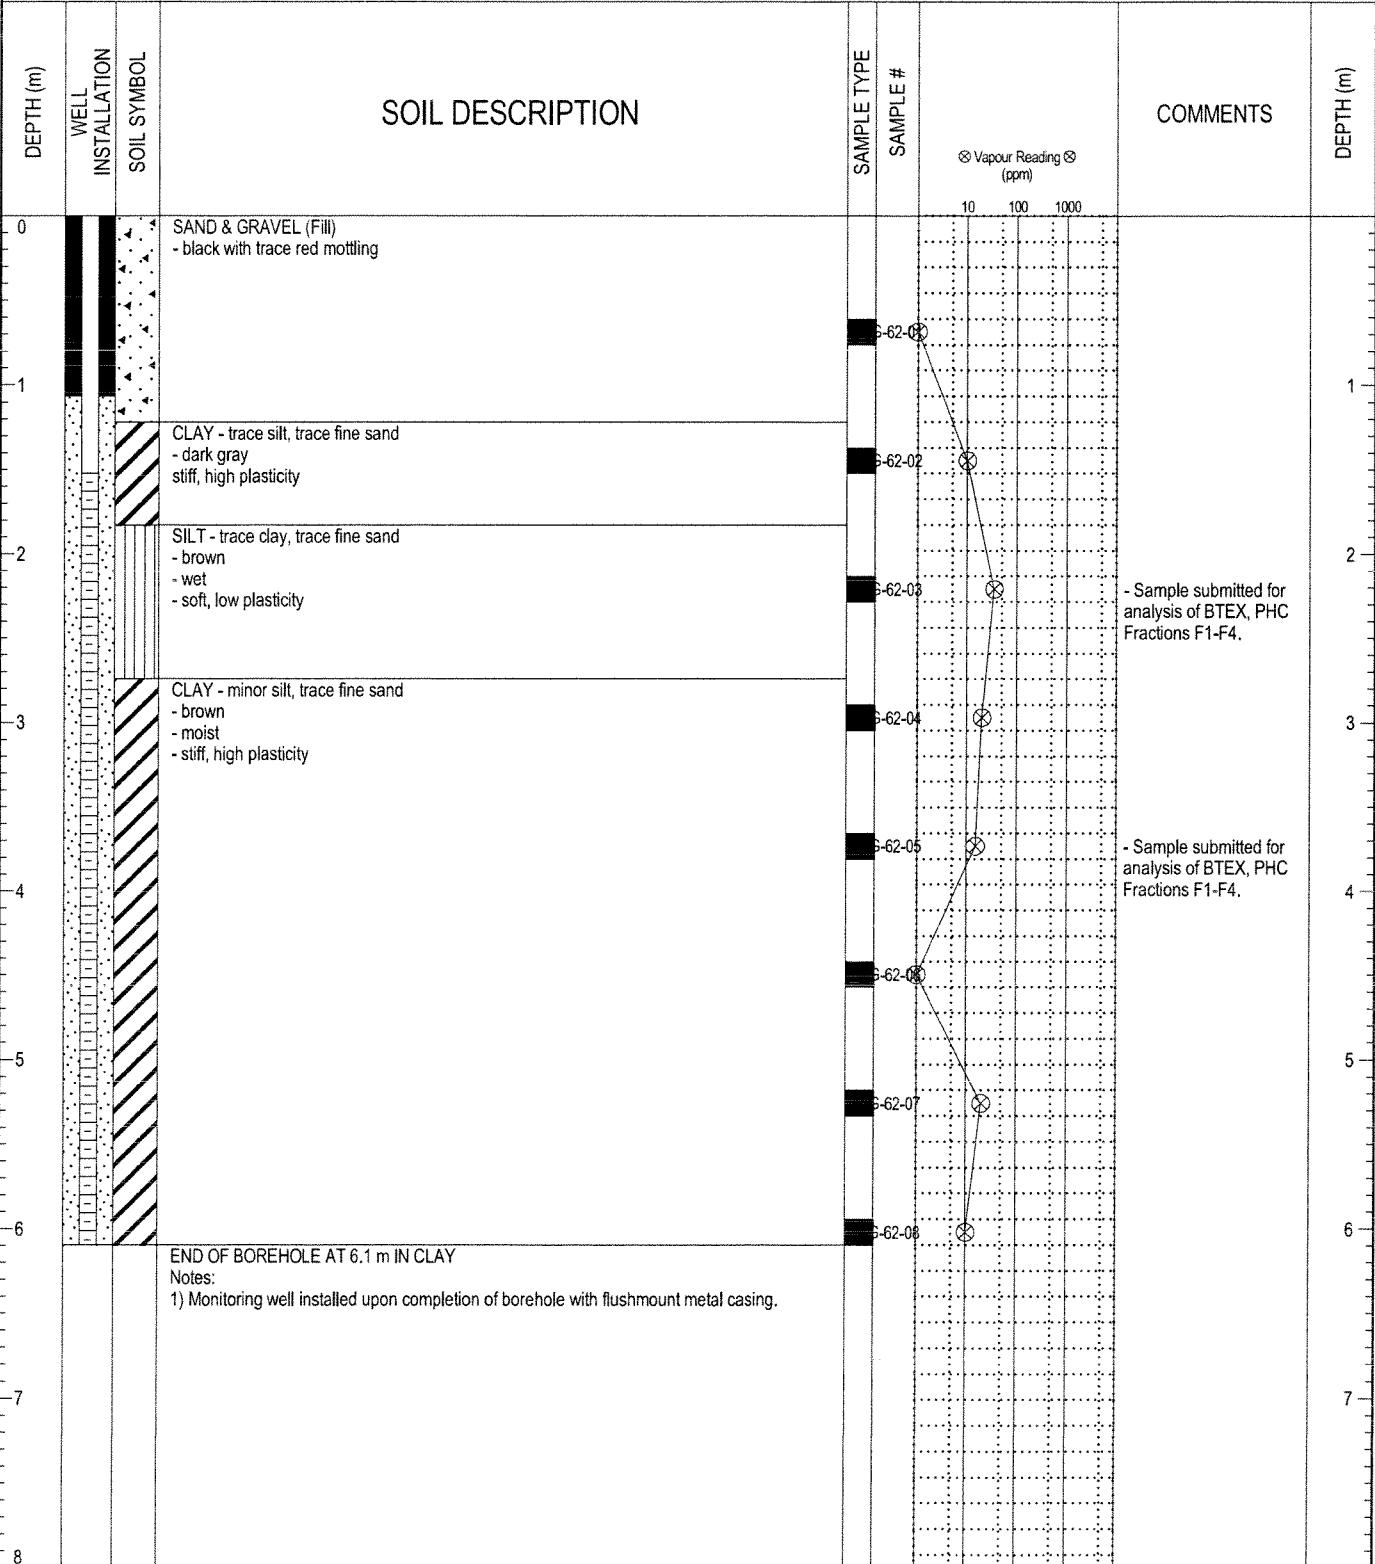 DEPTH (m)
WELL
INSTALLATION
SOIL SYMBOL
SOIL DESCRIPTION
SAMPLE TYPE
SAMPLE #
⊗ Vapour Reading ⊗
(ppm)
10 100 1000
COMMENTS
DEPTH (m)
0
SAND & GRAVEL (Fill)
- black with trace red mottling
1
1
CLAY - trace silt, trace fine sand
- dark gray
stiff, high plasticity
-62-02
SILT - trace clay, trace fine sand
- brown
- wet
- soft, low plasticity
2
2
-62-03
- Sample submitted for
analysis of BTEX, PHC
Fractions F1-F4.
CLAY - minor silt, trace fine sand
- brown
- moist
- stiff, high plasticity
3
-62-04
3
-62-05
- Sample submitted for
analysis of BTEX, PHC
Fractions F1-F4.
4
4
5
5
-62-07
6
-62-08
6
END OF BOREHOLE AT 6.1 m IN CLAY
Notes:
1) Monitoring well installed upon completion of borehole with flushmount metal casing.
7
7
8